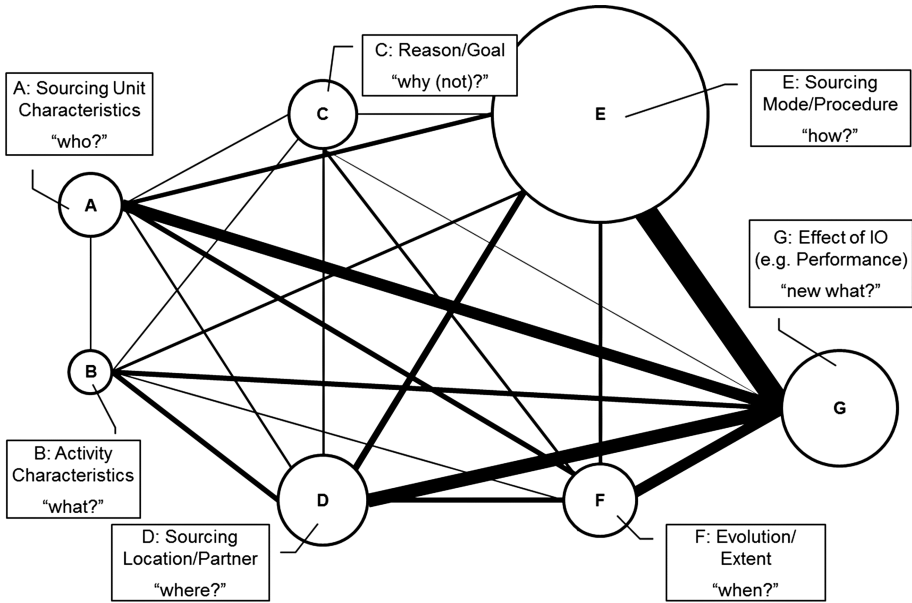 C: Reason/Goal
“why (not)?”
A: Sourcing Unit
Characteristics
“who?”
E: Sourcing
Mode/Procedure
“how?”
C
E
A
G: Effect of IO
(e.g. Performance)
“new what?”
B
G
B: Activity
Characteristics
“what?”
D
F
D: Sourcing
Location/Partner
“where?”
F: Evolution/
Extent
“when?”